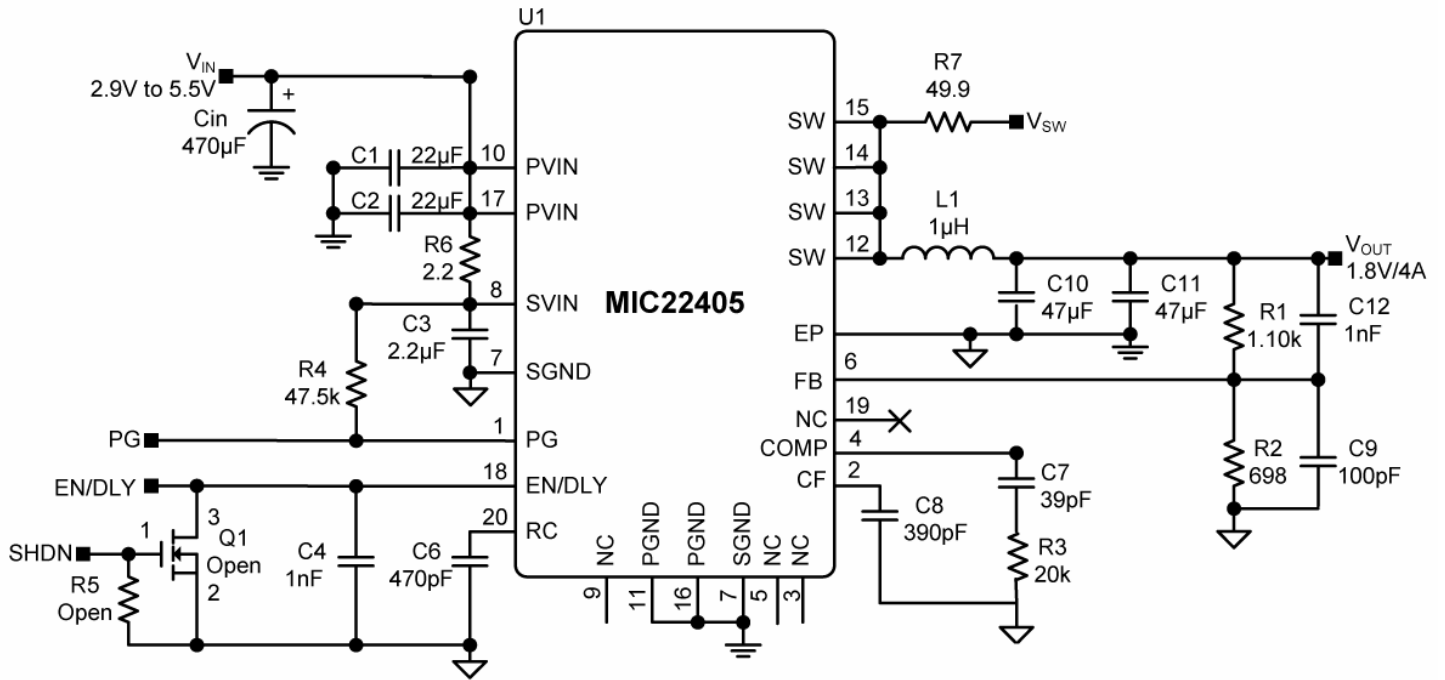 U1
V_IN
2.9V to 5.5V
+
Cin
470µF
C1 22µF
C2 22µF
10 PVIN
17 PVIN
R6
2.2
8 SVIN
C3
2.2µF
7 SGND
R4
47.5k
PG
1 PG
EN/DLY
18 EN/DLY
SHDN
1
3
Q1
Open
2
R5
Open
C4
1nF
C6
470pF
20 RC
MIC22405
SW 15
SW 14
SW 13
SW 12
R7
49.9
V_SW
L1
1µH
V_OUT
1.8V/4A
C10
47µF
C11
47µF
R1
1.10k
C12
1nF
EP
FB 6
NC 19
COMP 4
CF 2
R2
698
C9
100pF
C7
39pF
C8
390pF
R3
20k
NC 9
PGND 11
PGND 16
SGND 7
NC 5
NC 3